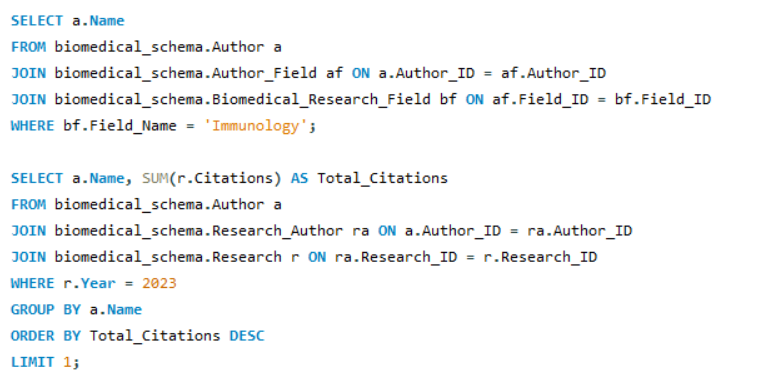 SELECT a.Name
FROM biomedical_schema.Author a
JOIN biomedical_schema.Author_Field af ON a.Author_ID = af.Author_ID
JOIN biomedical_schema.Biomedical_Research_Field bf ON af.Field_ID = bf.Field_ID
WHERE bf.Field_Name = 'Immunology';
SELECT a.Name, SUM(r.Citations) AS Total_Citations
FROM biomedical_schema.Author a
JOIN biomedical_schema.Research_Author ra ON a.Author_ID = ra.Author_ID
JOIN biomedical_schema.Research r ON ra.Research_ID = r.Research_ID
WHERE r.Year = 2023
GROUP BY a.Name
ORDER BY Total_Citations DESC
LIMIT 1;